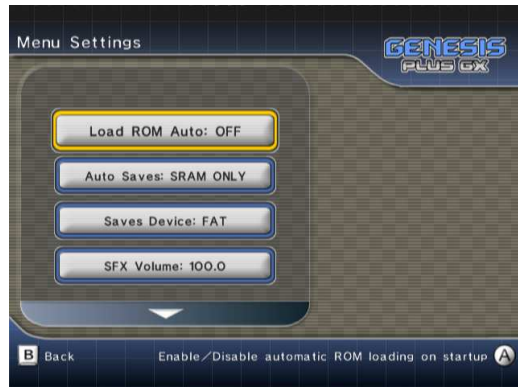 Menu Settings
GENESIS
PLUS GX
Load ROM Auto: OFF
Auto Saves: SRAM ONLY
Saves Device: FAT
SFX Volume: 100.0
B Back
Enable/Disable automatic ROM loading on startup A